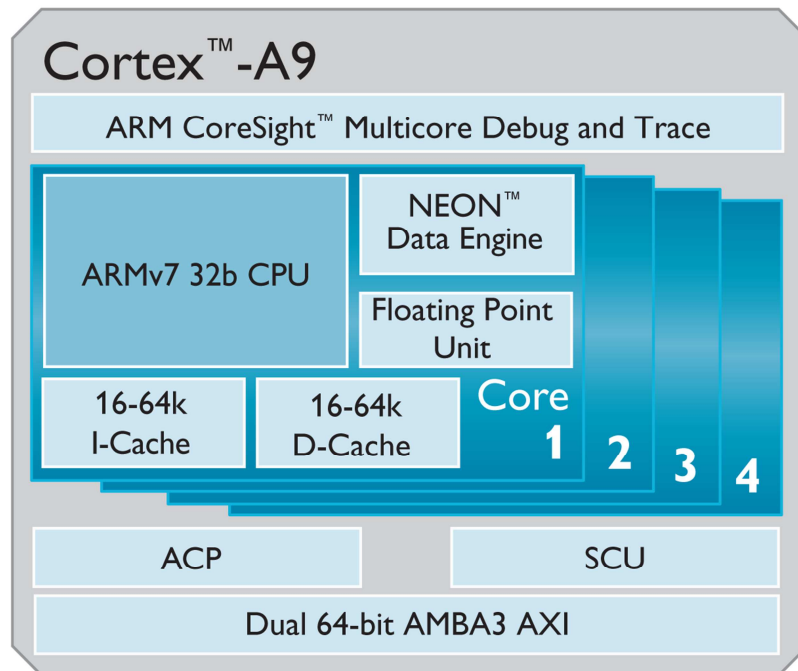 Cortex™-A9
ARM CoreSight™ Multicore Debug and Trace
ARMv7 32b CPU
NEON™
Data Engine
Floating Point
Unit
16-64k
I-Cache
16-64k
D-Cache
Core
1
2
3
4
ACP
SCU
Dual 64-bit AMBA3 AXI